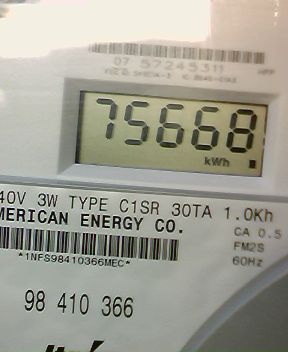 07 57245311
75668
kWh
40V 3W TYPE C1SR 30TA 1.0Kh
MERICAN ENERGY CO.
CA 0.5
FM2S
*1NFS98410366MEC*
60Hz
98 410 366